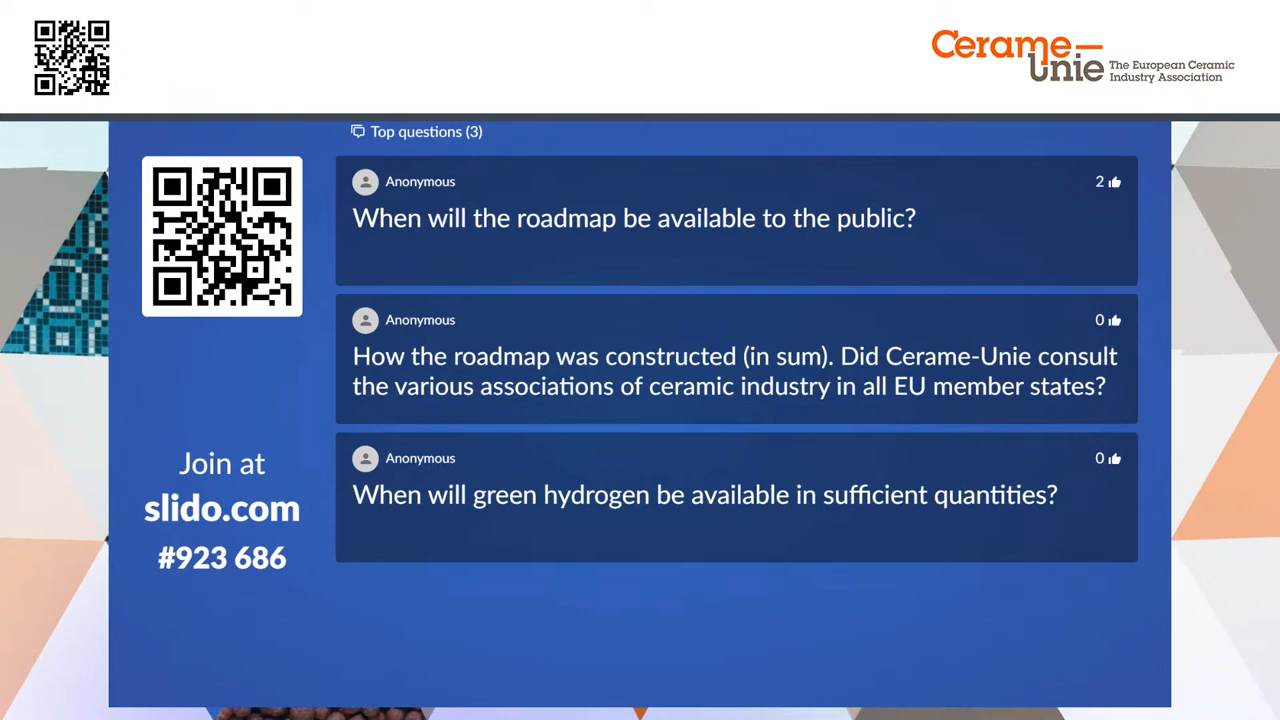 Cerame-
Unie The European Ceramic
Industry Association
Top questions (3)
Anonymous 2
When will the roadmap be available to the public?
Anonymous 0
How the roadmap was constructed (in sum). Did Cerame-Unie consult
the various associations of ceramic industry in all EU member states?
Anonymous 0
When will green hydrogen be available in sufficient quantities?
Join at
slido.com
#923 686